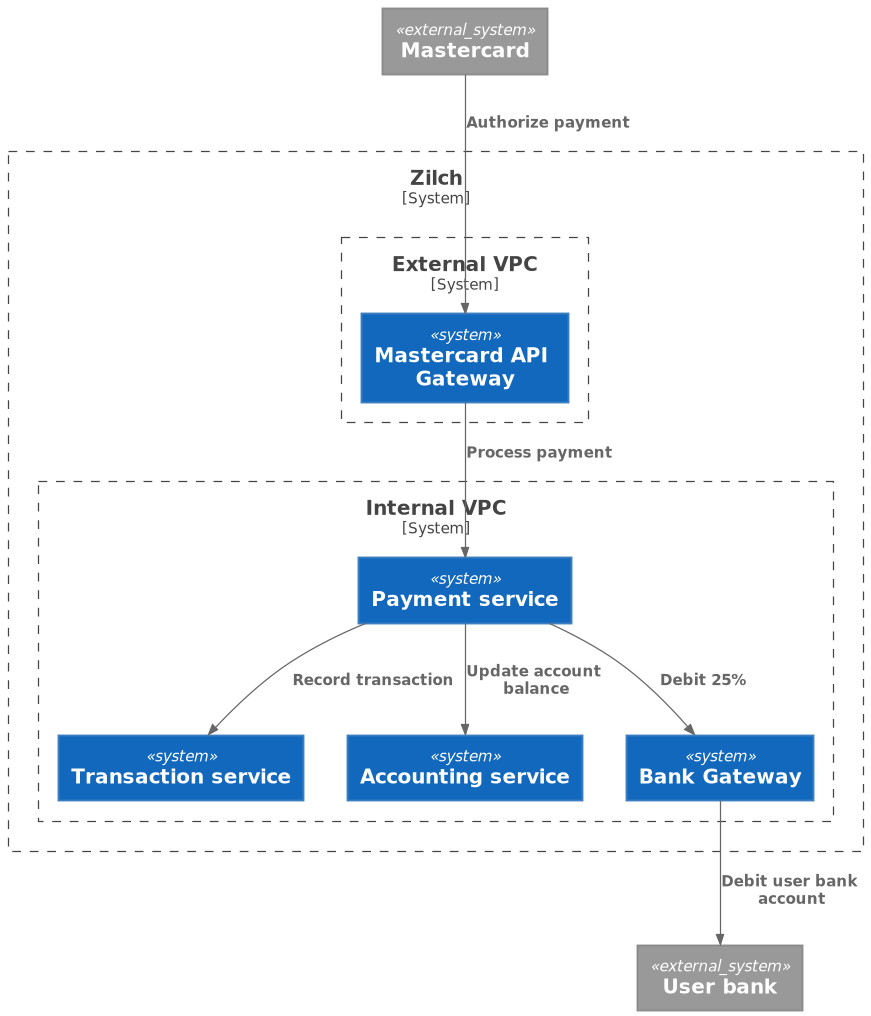 «external_system»
Mastercard
Authorize payment
Zilch
[System]
External VPC
[System]
«system»
Mastercard API
Gateway
Process payment
Internal VPC
[System]
«system»
Payment service
Record transaction
Update account
balance
Debit 25%
«system»
Transaction service
«system»
Accounting service
«system»
Bank Gateway
Debit user bank
account
«external_system»
User bank